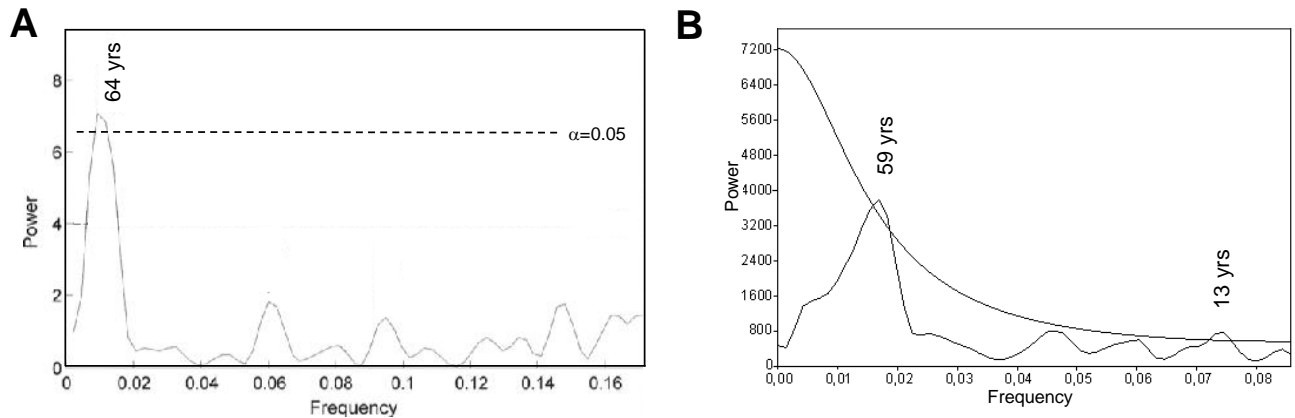 A
64 yrs
α=0.05
8
6
4
2
0
Power
0 0.02 0.04 0.06 0.08 0.1 0.12 0.14 0.16
Frequency
B
59 yrs
13 yrs
7200
6400
5600
4800
4000
3200
2400
1600
800
0
Power
0,00 0,01 0,02 0,03 0,04 0,05 0,06 0,07 0,08
Frequency